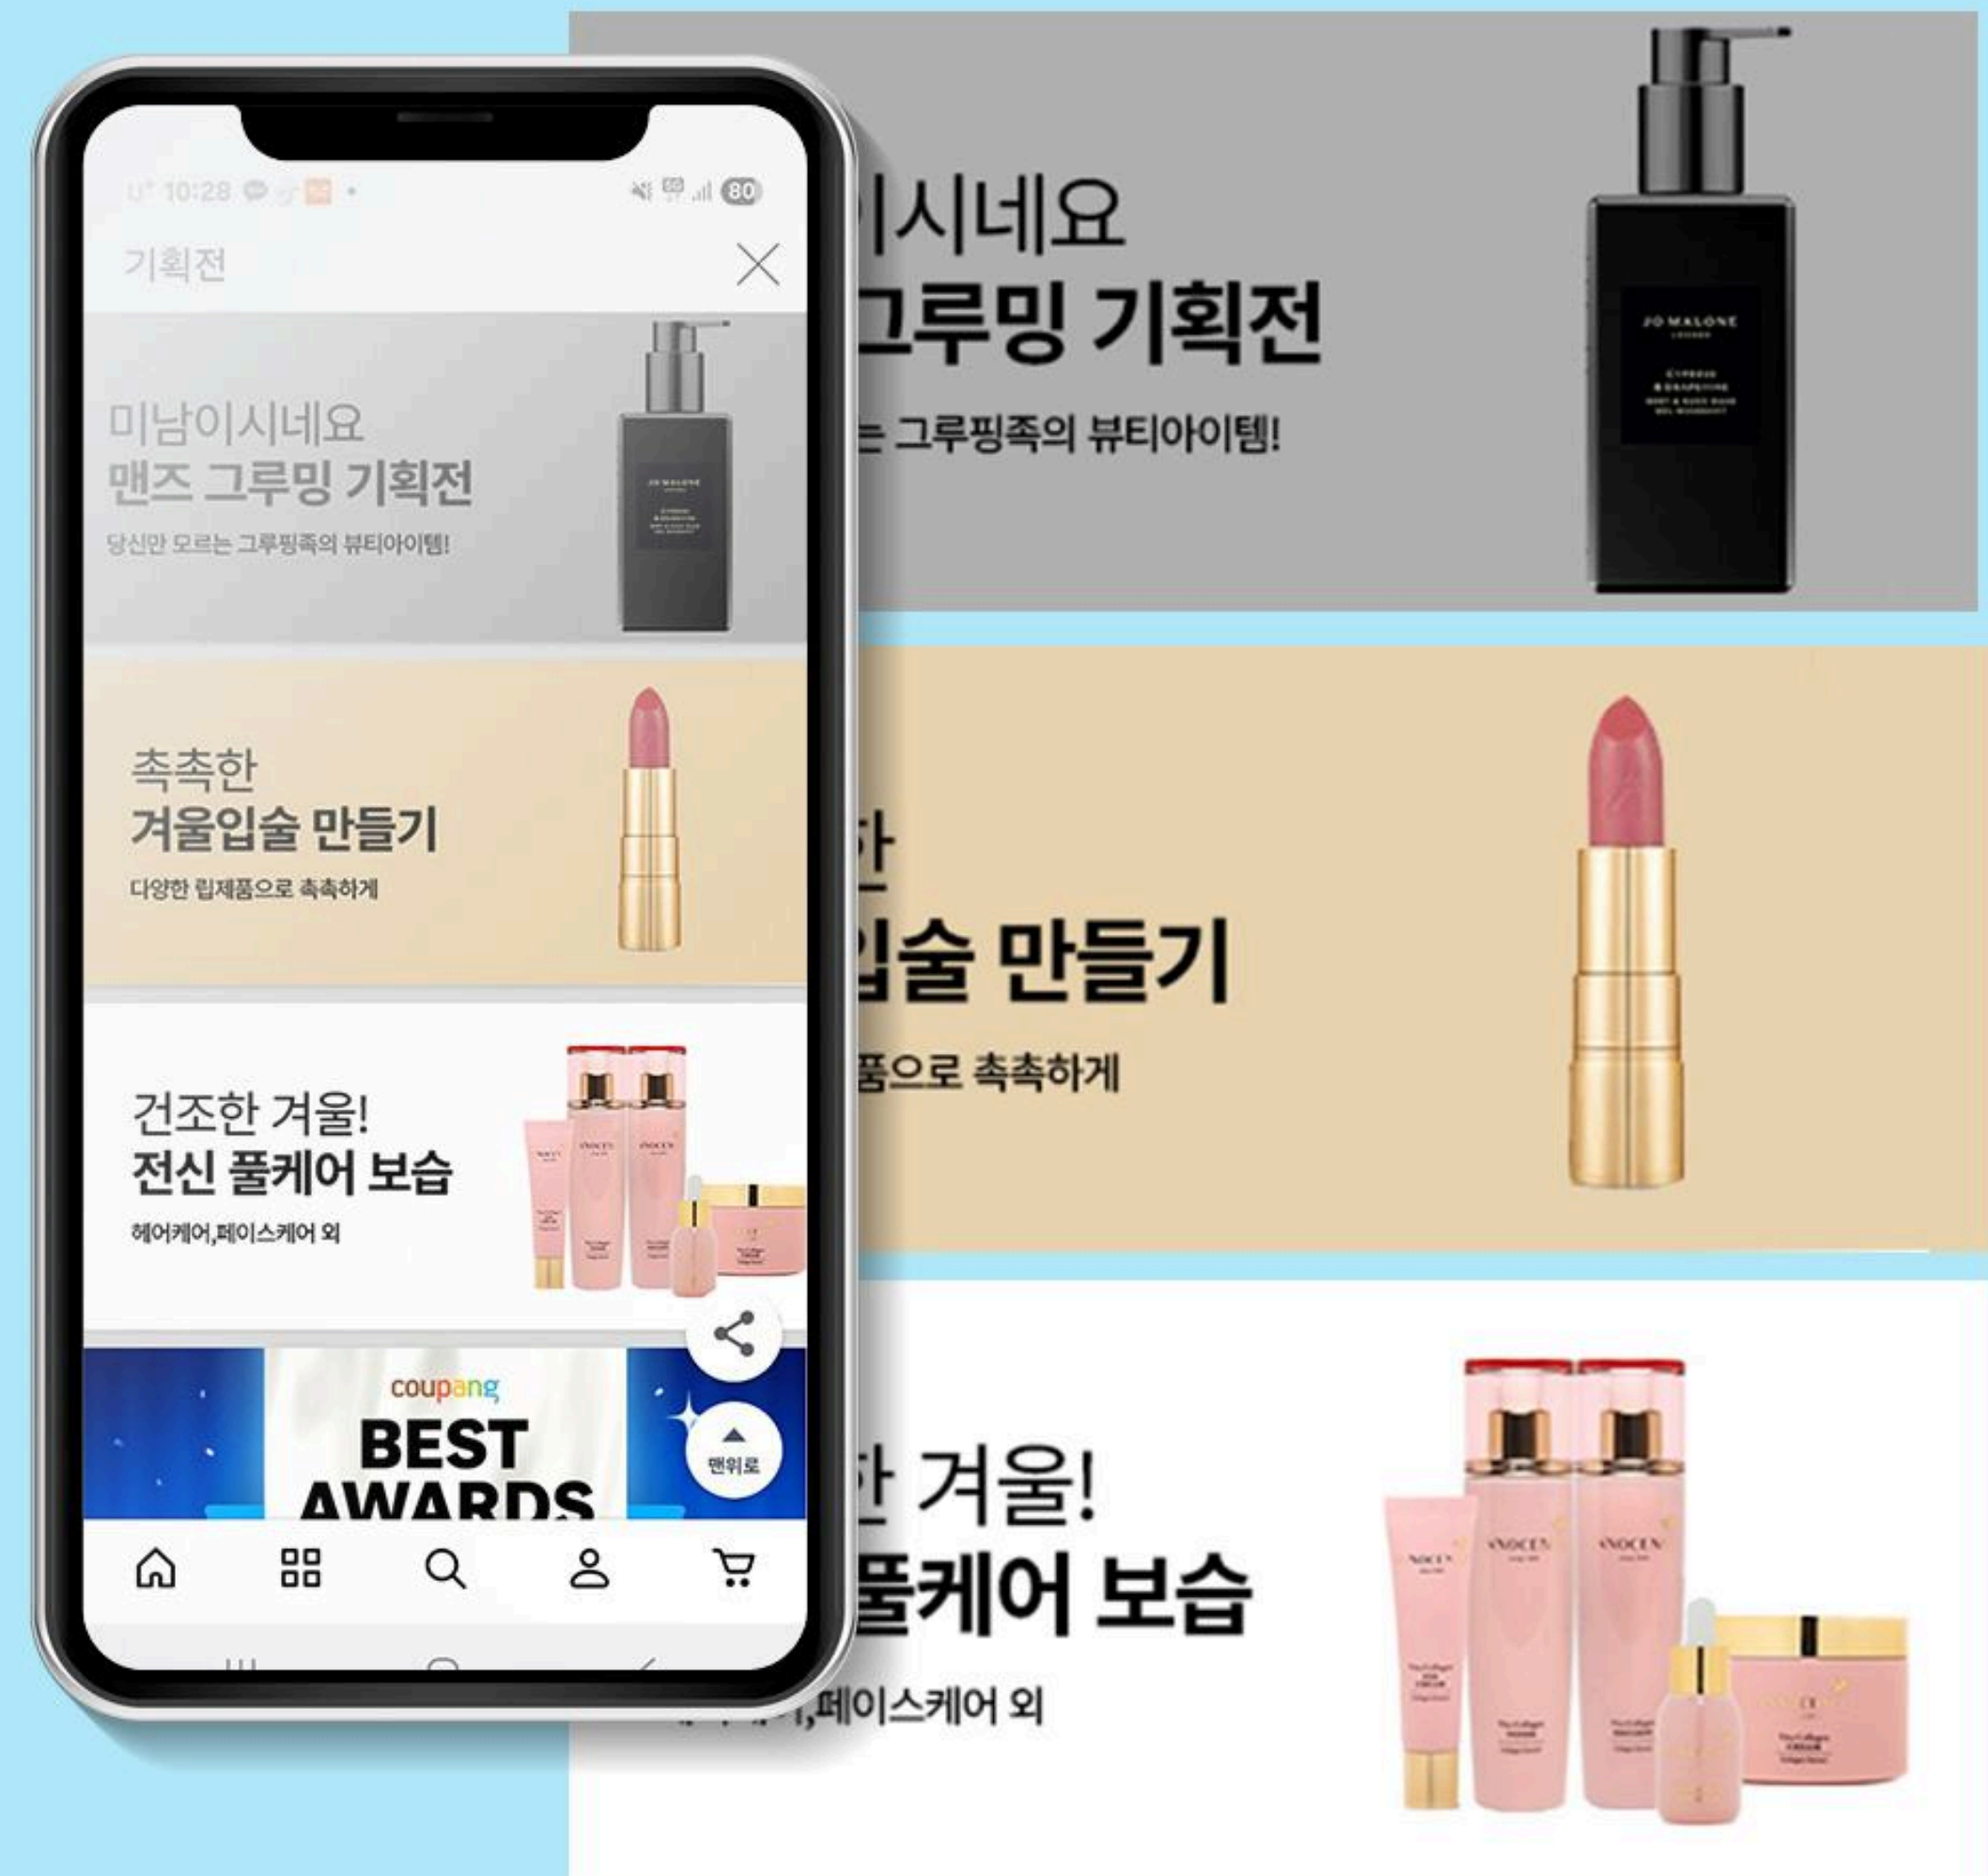 10:28
80
기획전
미남이시네요
맨즈 그루밍 기획전
당신만 모르는 그루핑족의 뷰티아이템!
JO MALONE
촉촉한
겨울입술 만들기
다양한 립제품으로 촉촉하게
건조한 겨울!
전신 풀케어 보습
헤어케어,페이스케어 외
coupang
BEST
AWARDS
맨위로
이시네요
그루밍 기획전
는 그루핑족의 뷰티아이템!
JO MALONE
LONDON
한
입술 만들기
품으로 촉촉하게
한 겨울!
풀케어 보습
,페이스케어 외